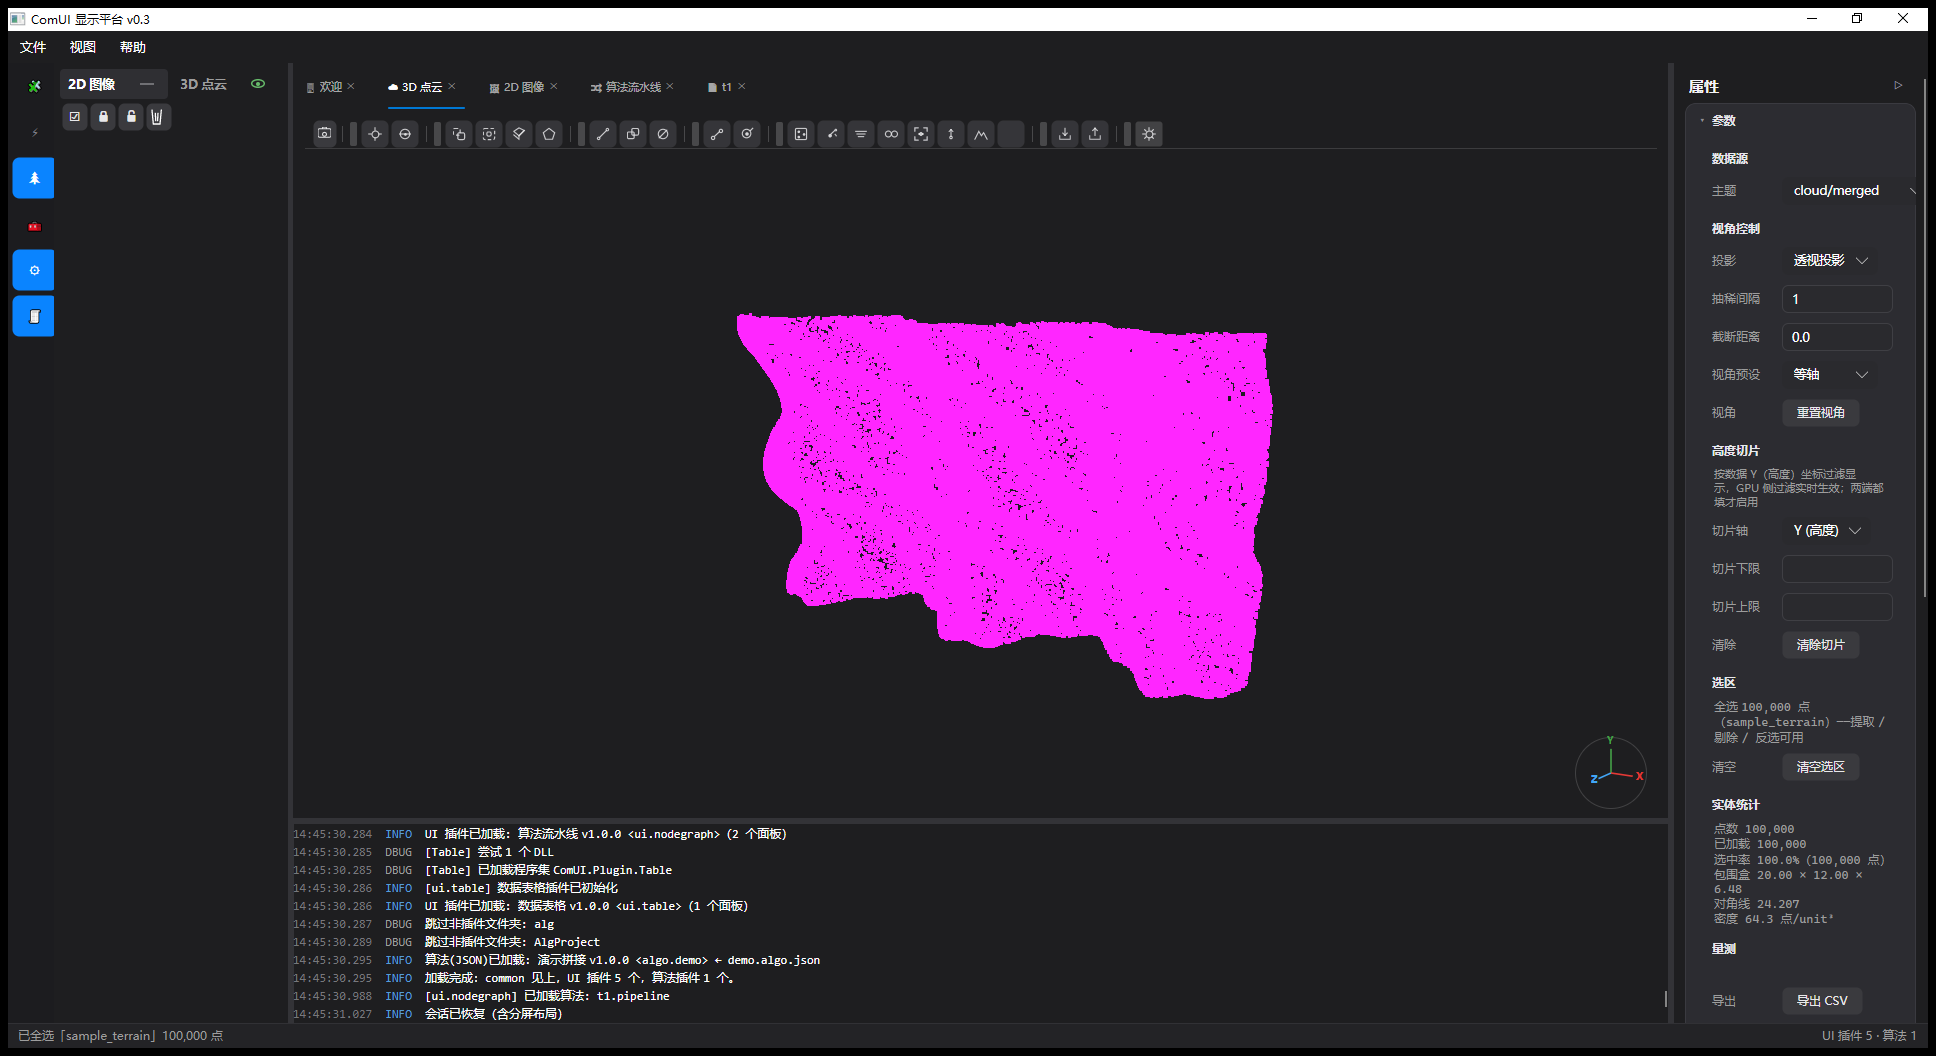 ComUI 显示平台 v0.3
文件 视图 帮助
2D 图像 3D 点云
欢迎 3D 点云 2D 图像 算法流水线 t1
Y
X
Z
14:45:30.284 INFO UI 插件已加载: 算法流水线 v1.0.0 <ui.nodegraph> (2 个面板)
14:45:30.285 DBUG [Table] 尝试 1 个 DLL
14:45:30.285 DBUG [Table] 已加载程序集 ComUI.Plugin.Table
14:45:30.286 INFO [ui.table] 数据表格插件已初始化
14:45:30.286 INFO UI 插件已加载: 数据表格 v1.0.0 <ui.table> (1 个面板)
14:45:30.287 DBUG 跳过非插件文件夹: alg
14:45:30.289 DBUG 跳过非插件文件夹: AlgProject
14:45:30.295 INFO 算法(JSON)已加载: 演示拼接 v1.0.0 <algo.demo> ← demo.algo.json
14:45:30.295 INFO 加载完成: common 见上, UI 插件 5 个, 算法插件 1 个。
14:45:30.988 INFO [ui.nodegraph] 已加载算法: t1.pipeline
14:45:31.027 INFO 会话已恢复 (含分屏布局)
属性
参数
数据源
主题 cloud/merged
视角控制
投影 透视投影
抽稀间隔 1
截断距离 0.0
视角预设 等轴
视角 重置视角
高度切片
按数据 Y（高度）坐标过滤显
示，GPU 侧过滤实时生效；两端都
填才启用
切片轴 Y (高度)
切片下限
切片上限
清除 清除切片
选区
全选 100,000 点
（sample_terrain）—提取 /
剔除 / 反选可用
清空 清空选区
实体统计
点数 100,000
已加载 100,000
选中率 100.0% (100,000 点)
包围盒 20.00 × 12.00 ×
6.48
对角线 24.207
密度 64.3 点/unit³
量测
导出 导出 CSV
已全选「sample_terrain」100,000 点
UI 插件 5 · 算法 1